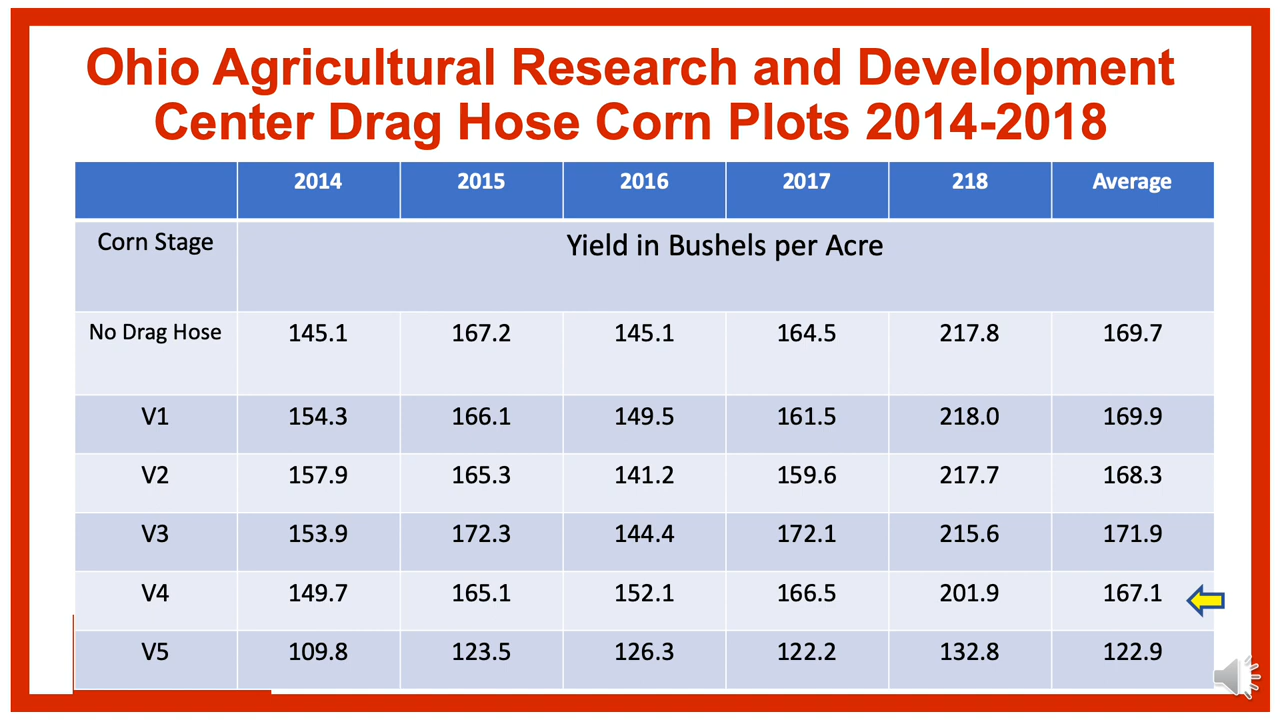 Ohio Agricultural Research and Development
Center Drag Hose Corn Plots 2014-2018
2014 2015 2016 2017 218 Average
Corn Stage Yield in Bushels per Acre
No Drag Hose 145.1 167.2 145.1 164.5 217.8 169.7
V1 154.3 166.1 149.5 161.5 218.0 169.9
V2 157.9 165.3 141.2 159.6 217.7 168.3
V3 153.9 172.3 144.4 172.1 215.6 171.9
V4 149.7 165.1 152.1 166.5 201.9 167.1
V5 109.8 123.5 126.3 122.2 132.8 122.9